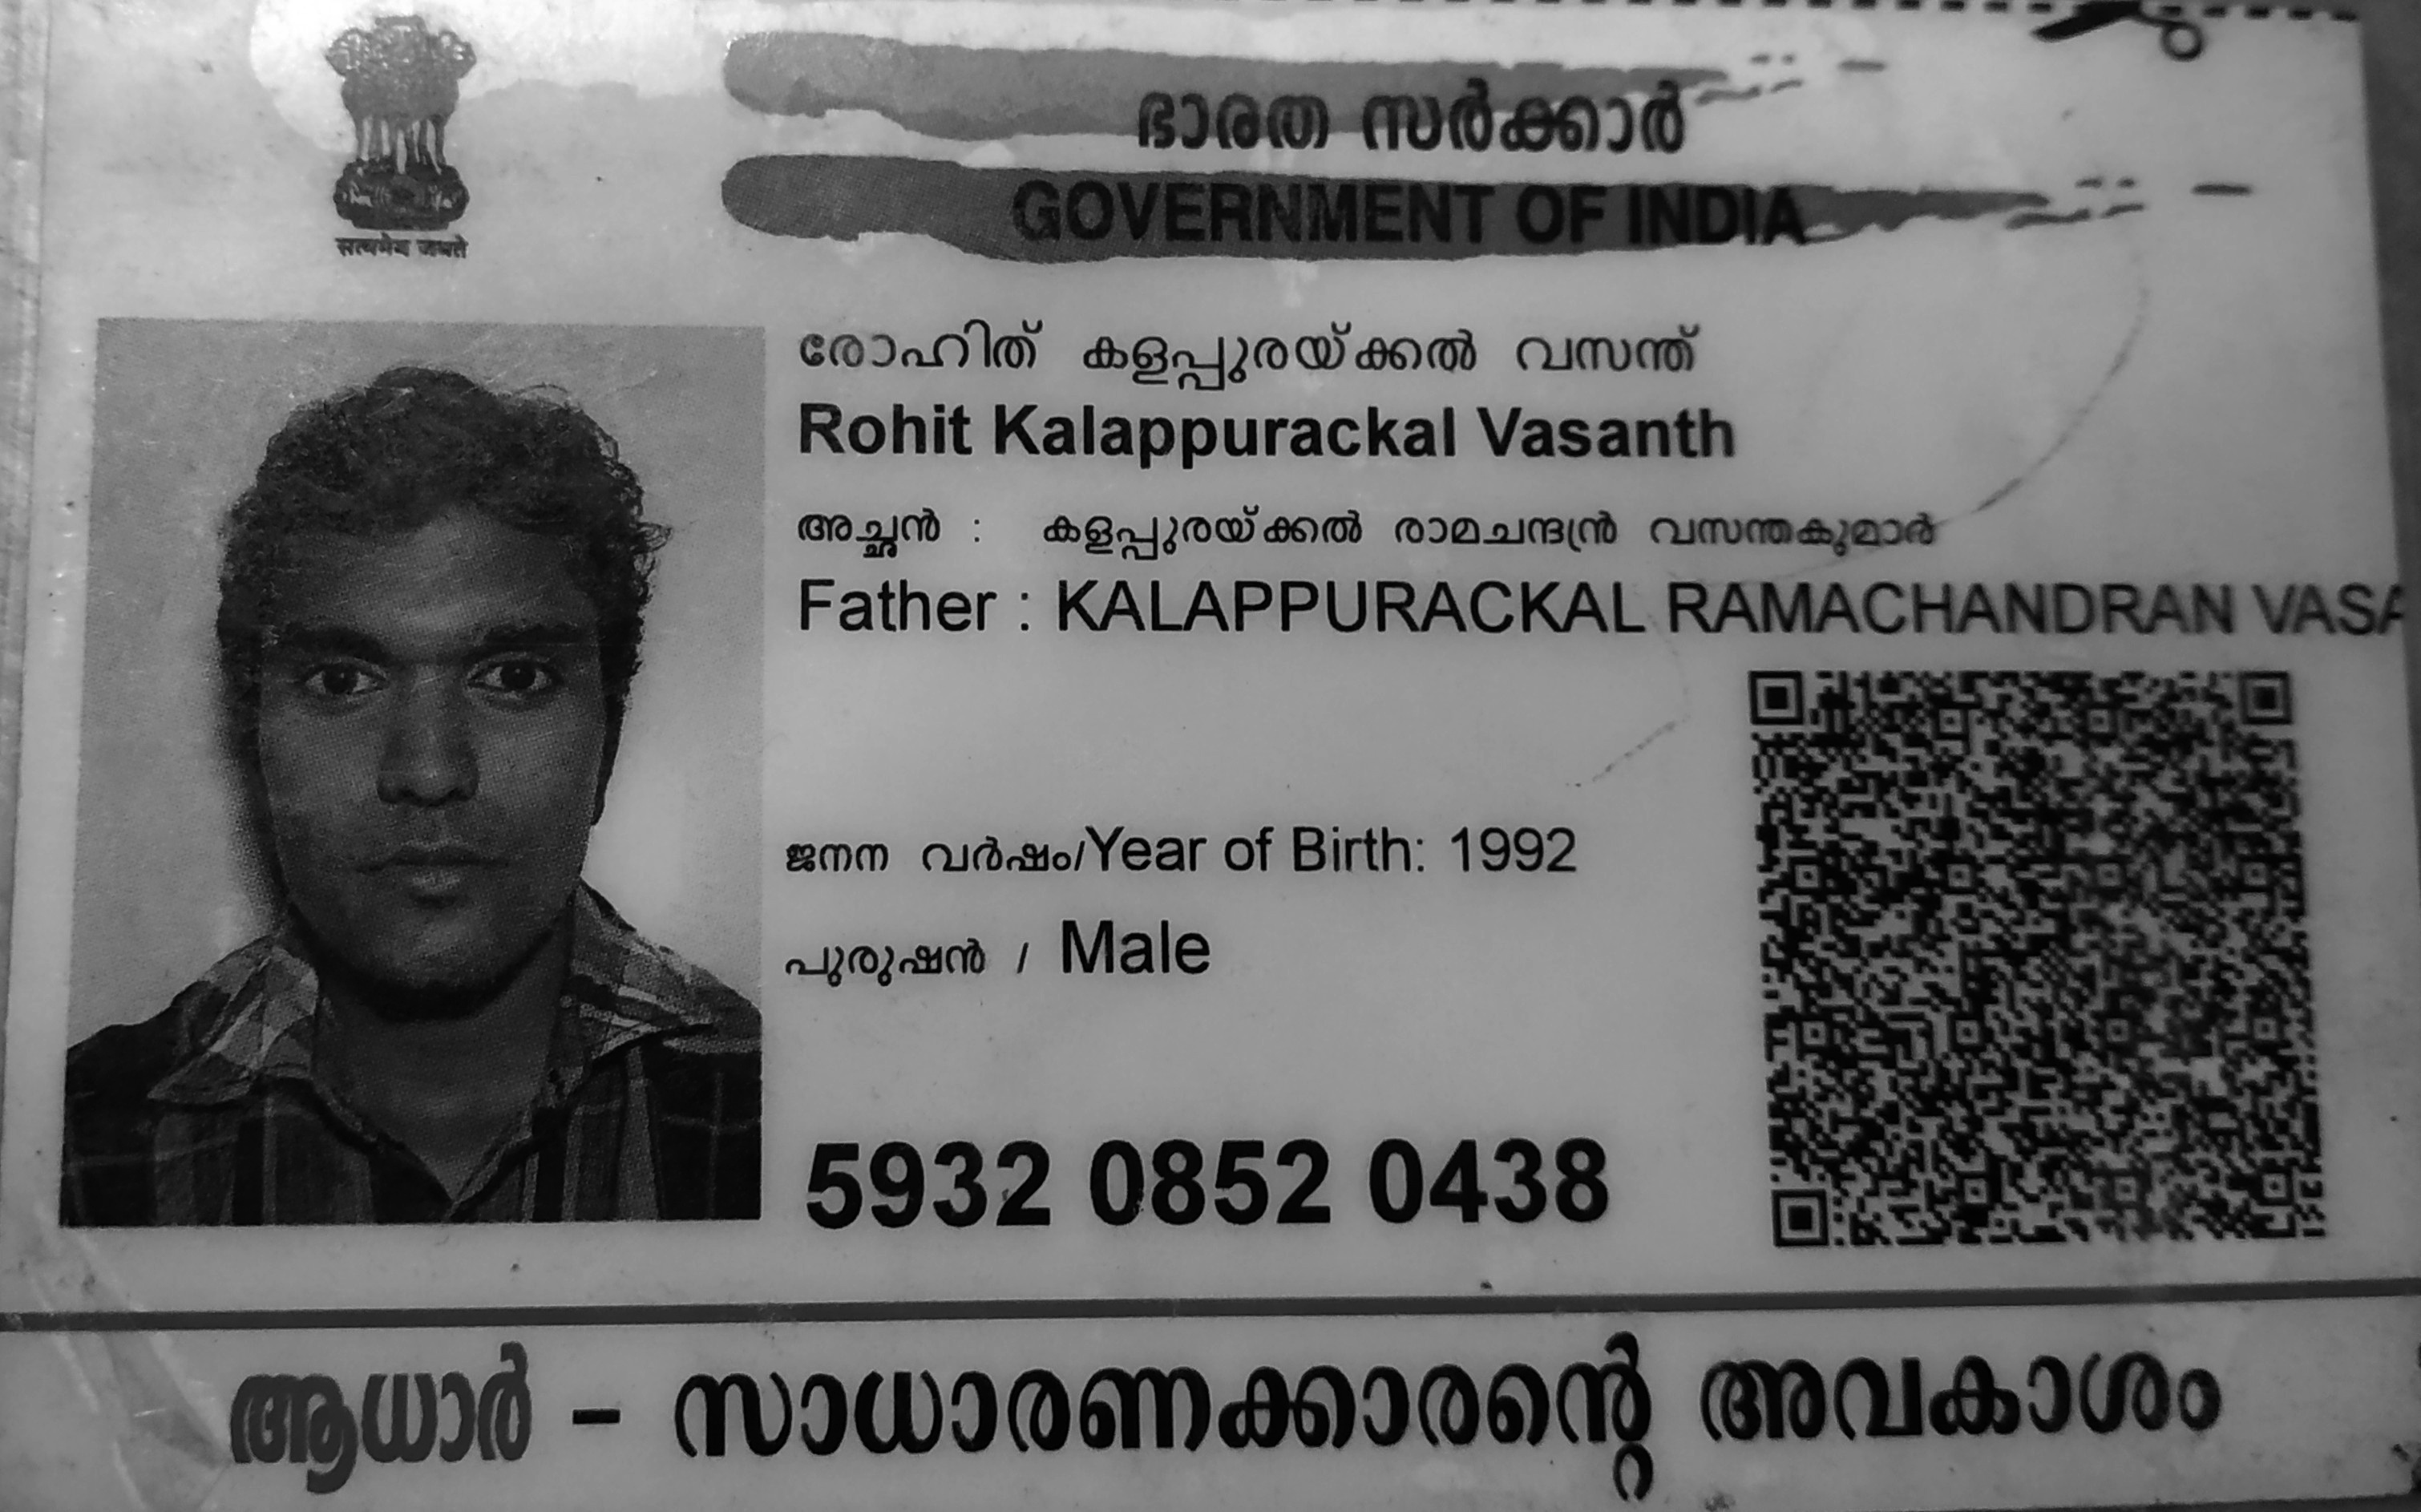 सत्यमेव जयते
ഭാരത സർക്കാർ
GOVERNMENT OF INDIA
രോഹിത് കളപ്പുരയ്ക്കൽ വസന്ത്
Rohit Kalappurackal Vasanth
അച്ഛൻ : കളപ്പുരയ്ക്കൽ രാമചന്ദ്രൻ വസന്തകുമാർ
Father : KALAPPURACKAL RAMACHANDRAN VASA
ജനന വർഷം/Year of Birth: 1992
പുരുഷൻ / Male
5932 0852 0438
ആധാർ - സാധാരണക്കാരന്റെ അവകാശം